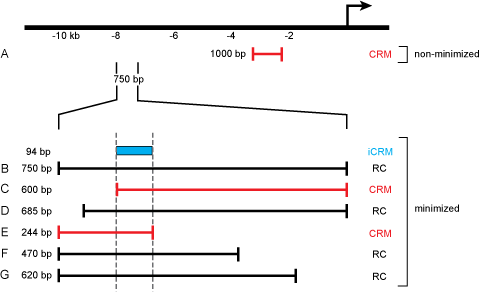 -10 kb -8 -6 -4 -2
A 1000 bp CRM non-minimized
750 bp
94 bp iCRM
B 750 bp RC
C 600 bp CRM
D 685 bp RC minimized
E 244 bp CRM
F 470 bp RC
G 620 bp RC